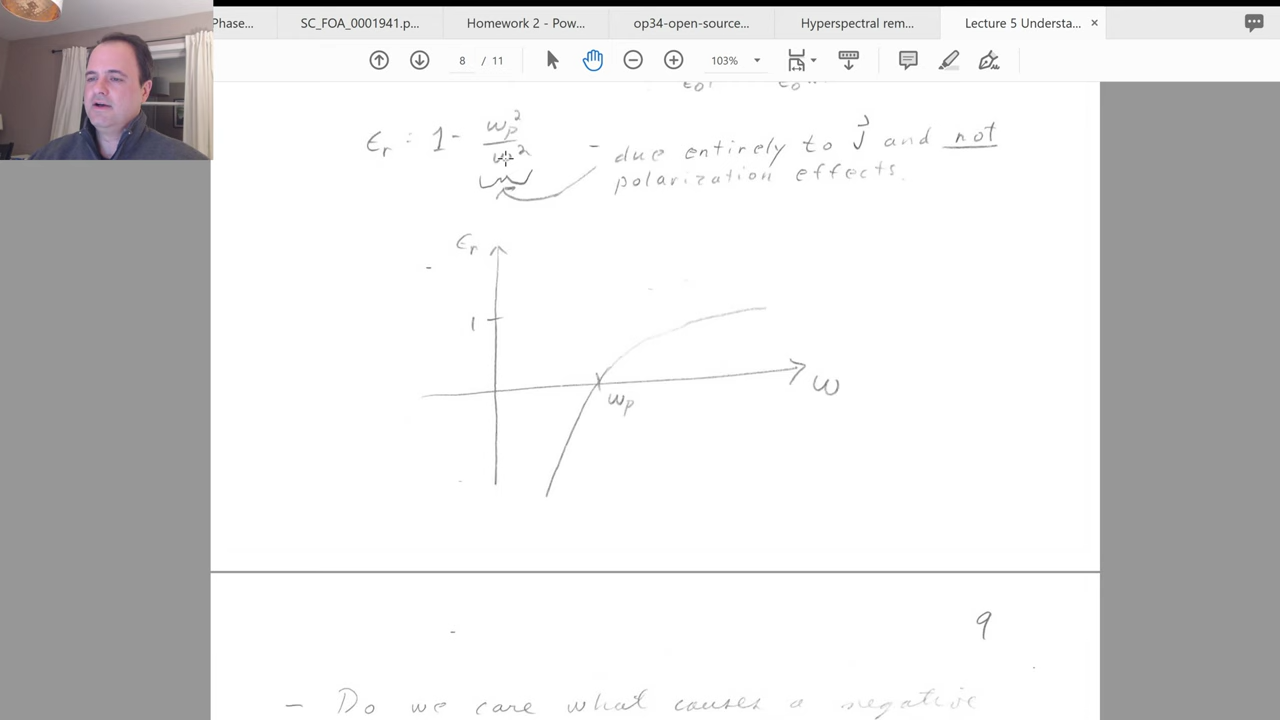 Phase...
SC_FOA_0001941.p...
Homework 2 - Pow...
op34-open-source...
Hyperspectral rem...
Lecture 5 Understa...
8 / 11
103%
εr : 1 - ωp² / ω² - due entirely to J⃗ and not
polarization effects.
εr
1
ωp
ω
9
- Do we care what causes a negative